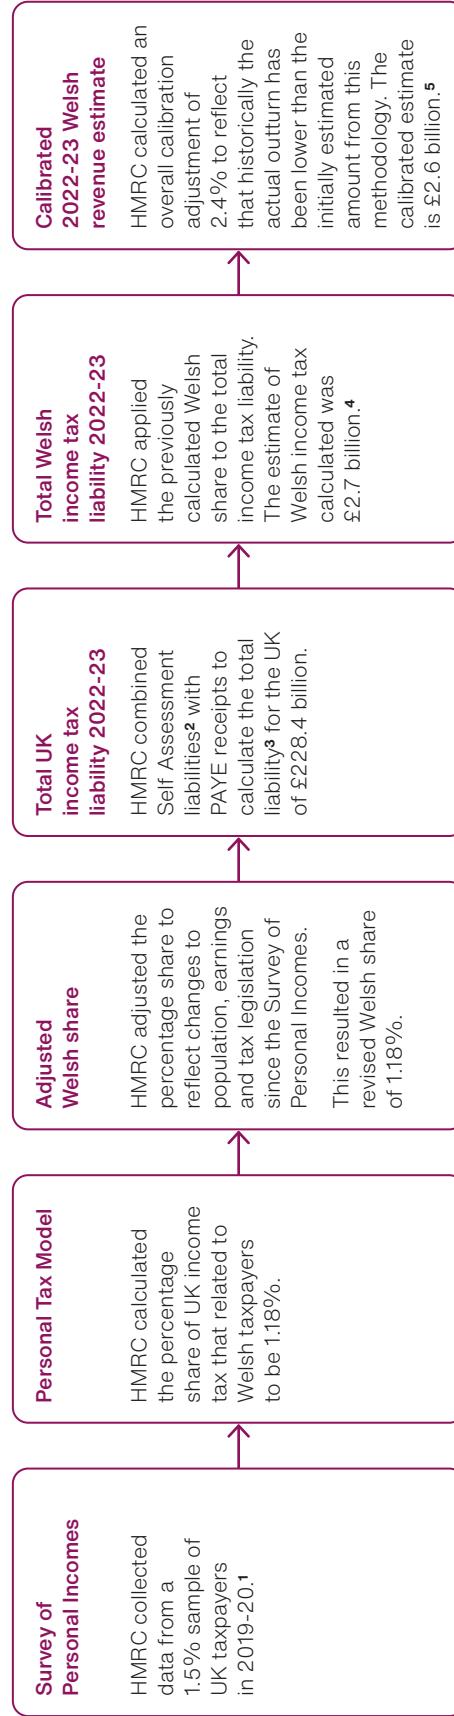 Survey of
Personal Incomes
HMRC collected
data from a
1.5% sample of
UK taxpayers
in 2019-20.1
Personal Tax Model
HMRC calculated
the percentage
share of UK income
tax that related to
Welsh taxpayers
to be 1.18%.
Adjusted
Welsh share
HMRC adjusted the
percentage share to
reflect changes to
population, earnings
and tax legislation
since the Survey of
Personal Incomes.
This resulted in a
revised Welsh share
of 1.18%.
Total UK
income tax
liability 2022-23
HMRC combined
Self Assessment
liabilities2 with
PAYE receipts to
calculate the total
liability3 for the UK
of £228.4 billion.
Total Welsh
income tax
liability 2022-23
HMRC applied
the previously
calculated Welsh
share to the total
income tax liability.
The estimate of
Welsh income tax
calculated was
£2.7 billion.4
Calibrated
2022-23 Welsh
revenue estimate
HMRC calculated an
overall calibration
adjustment of
2.4% to reflect
that historically the
actual outturn has
been lower than the
initially estimated
amount from this
methodology. The
calibrated estimate
is £2.6 billion.5